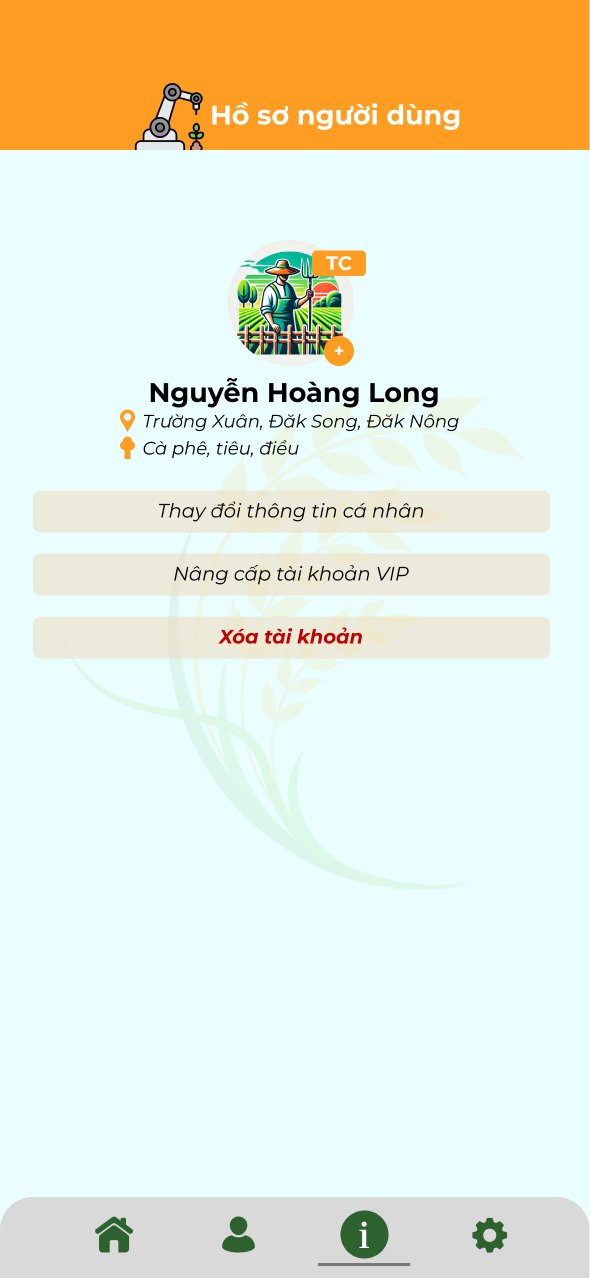 Hồ sơ người dùng
TC
+
Nguyễn Hoàng Long
Trường Xuân, Đăk Song, Đăk Nông
Cà phê, tiêu, điều
Thay đổi thông tin cá nhân
Nâng cấp tài khoản VIP
Xóa tài khoản
i